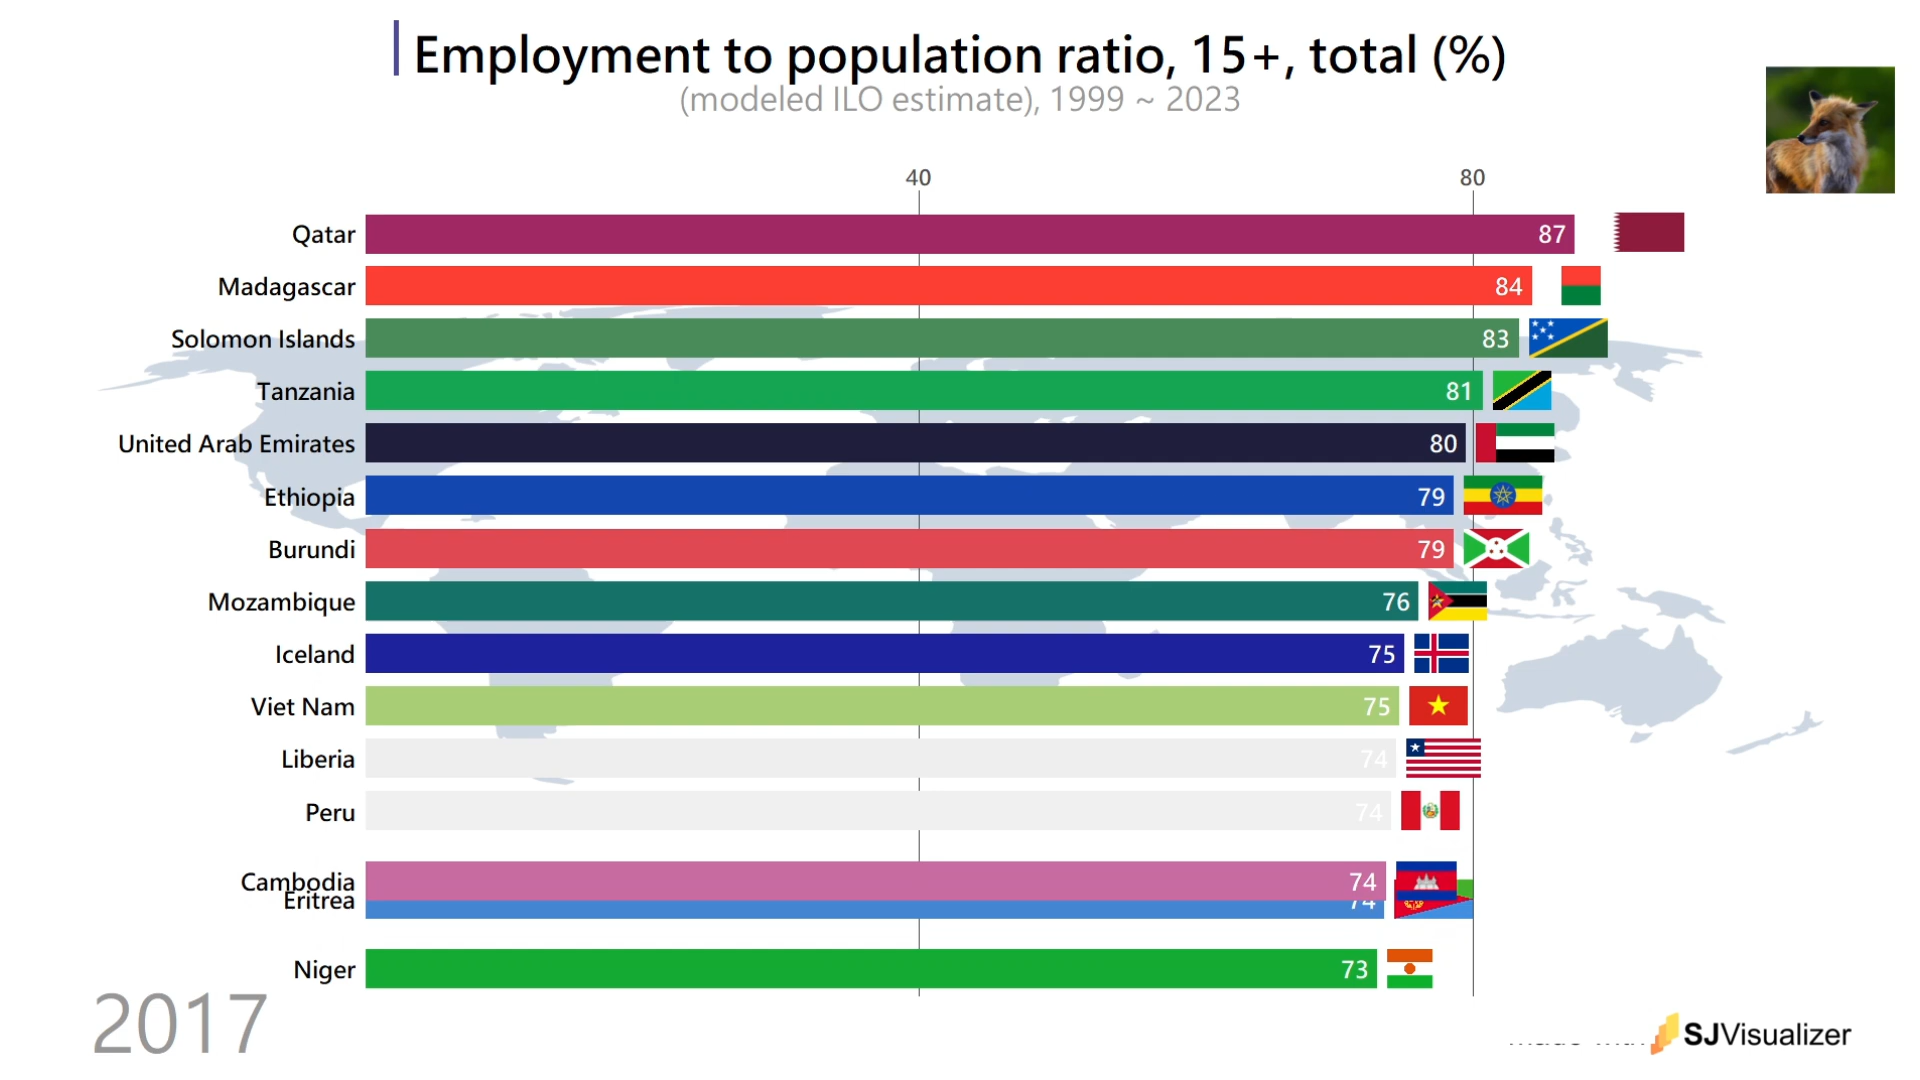 Employment to population ratio, 15+, total (%)
(modeled ILO estimate), 1999 ~ 2023
40 80
Qatar 87
Madagascar 84
Solomon Islands 83
Tanzania 81
United Arab Emirates 80
Ethiopia 79
Burundi 79
Mozambique 76
Iceland 75
Viet Nam 75
Liberia 74
Peru 74
Cambodia 74
Eritrea 74
Niger 73
2017
SJVisualizer